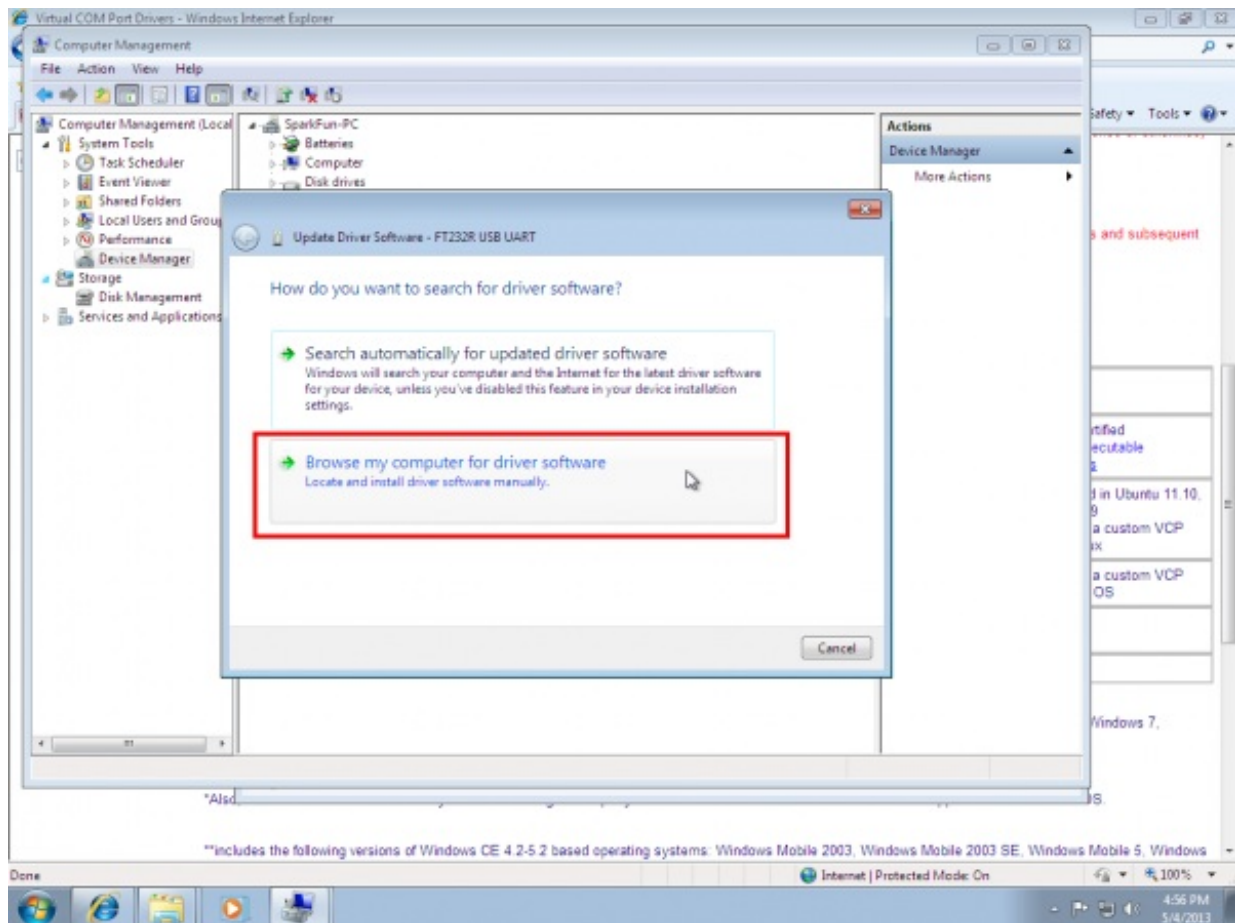 Virtual COM Port Drivers - Windows Internet Explorer
Computer Management
File Action View Help
Safety Tools
Computer Management (Local
System Tools
Task Scheduler
Event Viewer
Shared Folders
Local Users and Group
Performance
Device Manager
Storage
Disk Management
Services and Applications
SparkFun-PC
Batteries
Computer
Disk drives
Actions
Device Manager
More Actions
Update Driver Software - FT232R USB UART
How do you want to search for driver software?
Search automatically for updated driver software
Windows will search your computer and the Internet for the latest driver software
for your device, unless you've disabled this feature in your device installation
settings.
Browse my computer for driver software
Locate and install driver software manually.
Cancel
s and subsequent
rtified
ecutable
d in Ubuntu 11.10,
9
a custom VCP
a custom VCP
OS
Windows 7,
*Also
**includes the following versions of Windows CE 4.2-5.2 based operating systems: Windows Mobile 2003, Windows Mobile 2003 SE, Windows Mobile 5, Windows
Done
Internet | Protected Mode: On
100%
4:56 PM
5/4/2013